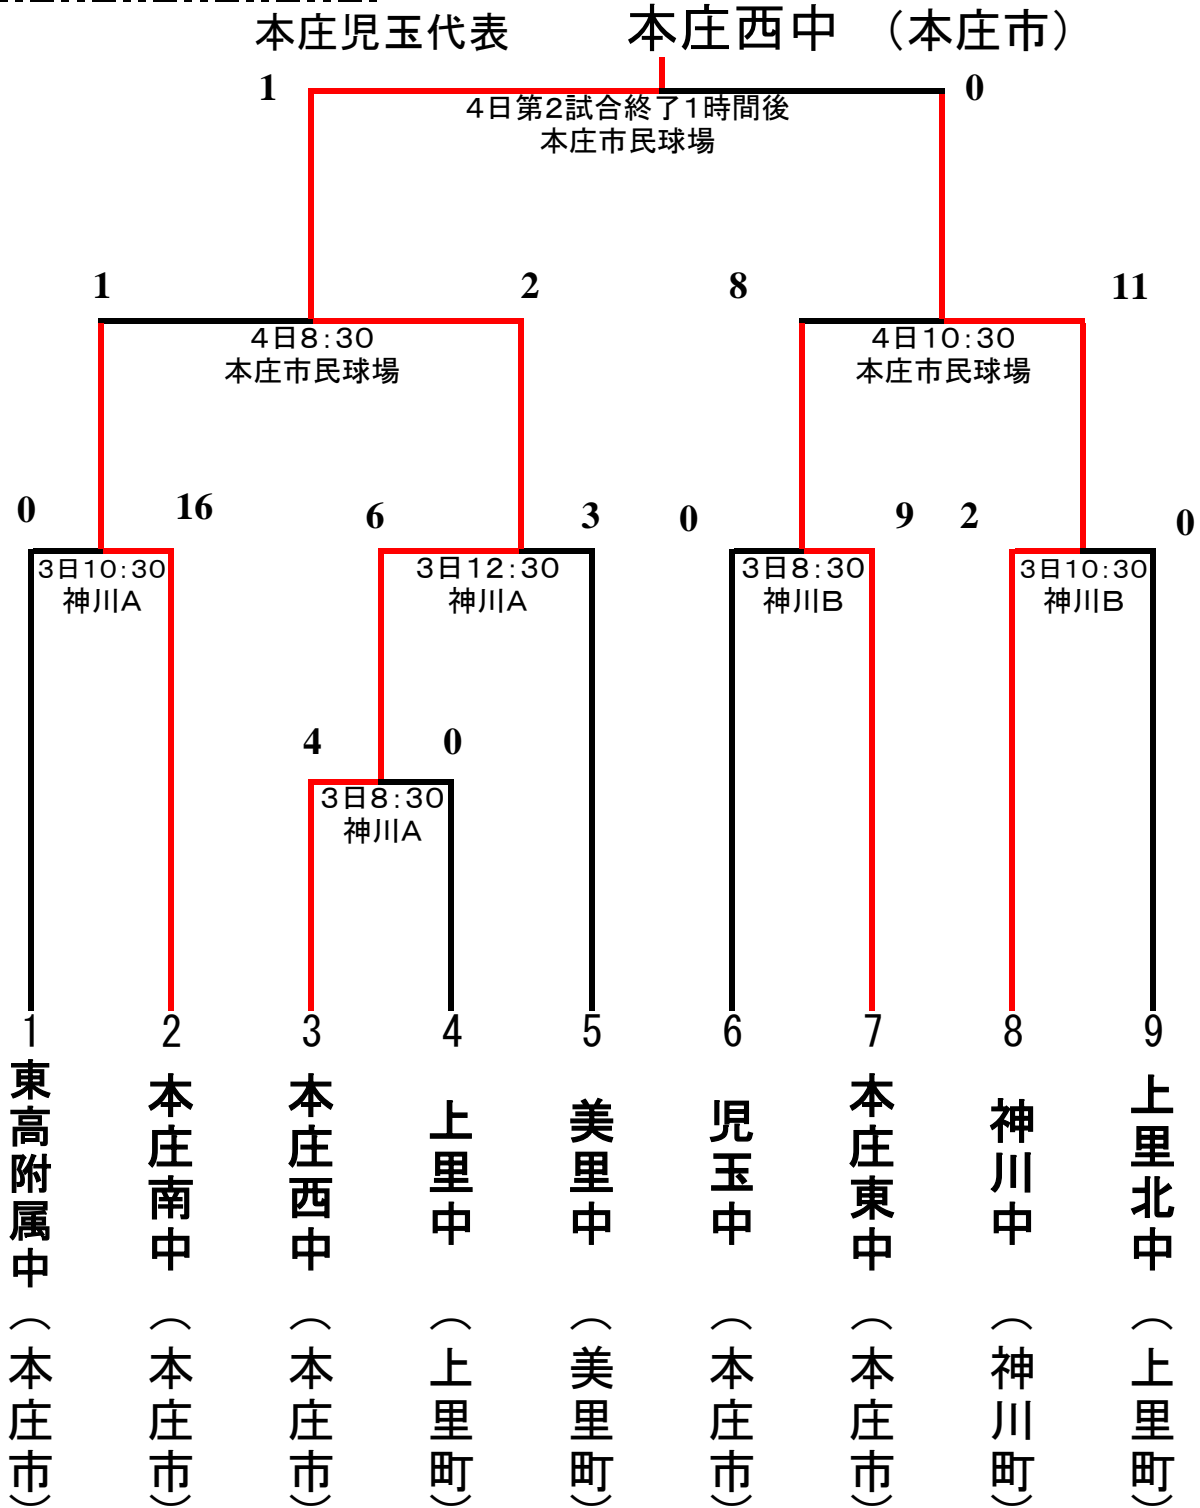 本庄児玉代表 本庄西中 （本庄市）
1 0
4日第2試合終了1時間後
本庄市民球場
1 2 8 11
4日8:30 4日10:30
本庄市民球場 本庄市民球場
0 16 6 3 0 9 2 0
3日10:30 3日12:30 3日8:30 3日10:30
神川A 神川A 神川B 神川B
4 0
3日8:30
神川A
1 2 3 4 5 6 7 8 9
東高附属中（本庄市）
本庄南中（本庄市）
本庄西中（本庄市）
上里中（上里町）
美里中（美里町）
児玉中（本庄市）
本庄東中（本庄市）
神川中（神川町）
上里北中（上里町）